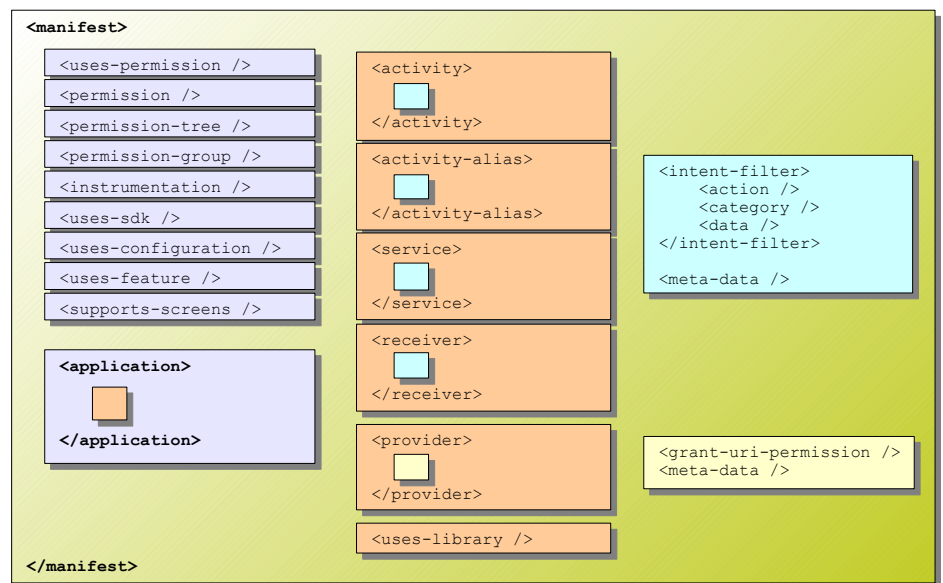 <manifest>
<uses-permission />
<permission />
<permission-tree />
<permission-group />
<instrumentation />
<uses-sdk />
<uses-configuration />
<uses-feature />
<supports-screens />
<application>
</application>
<activity>
</activity>
<activity-alias>
</activity-alias>
<service>
</service>
<receiver>
</receiver>
<provider>
</provider>
<uses-library />
<intent-filter>
<action />
<category />
<data />
</intent-filter>
<meta-data />
<grant-uri-permission />
<meta-data />
</manifest>